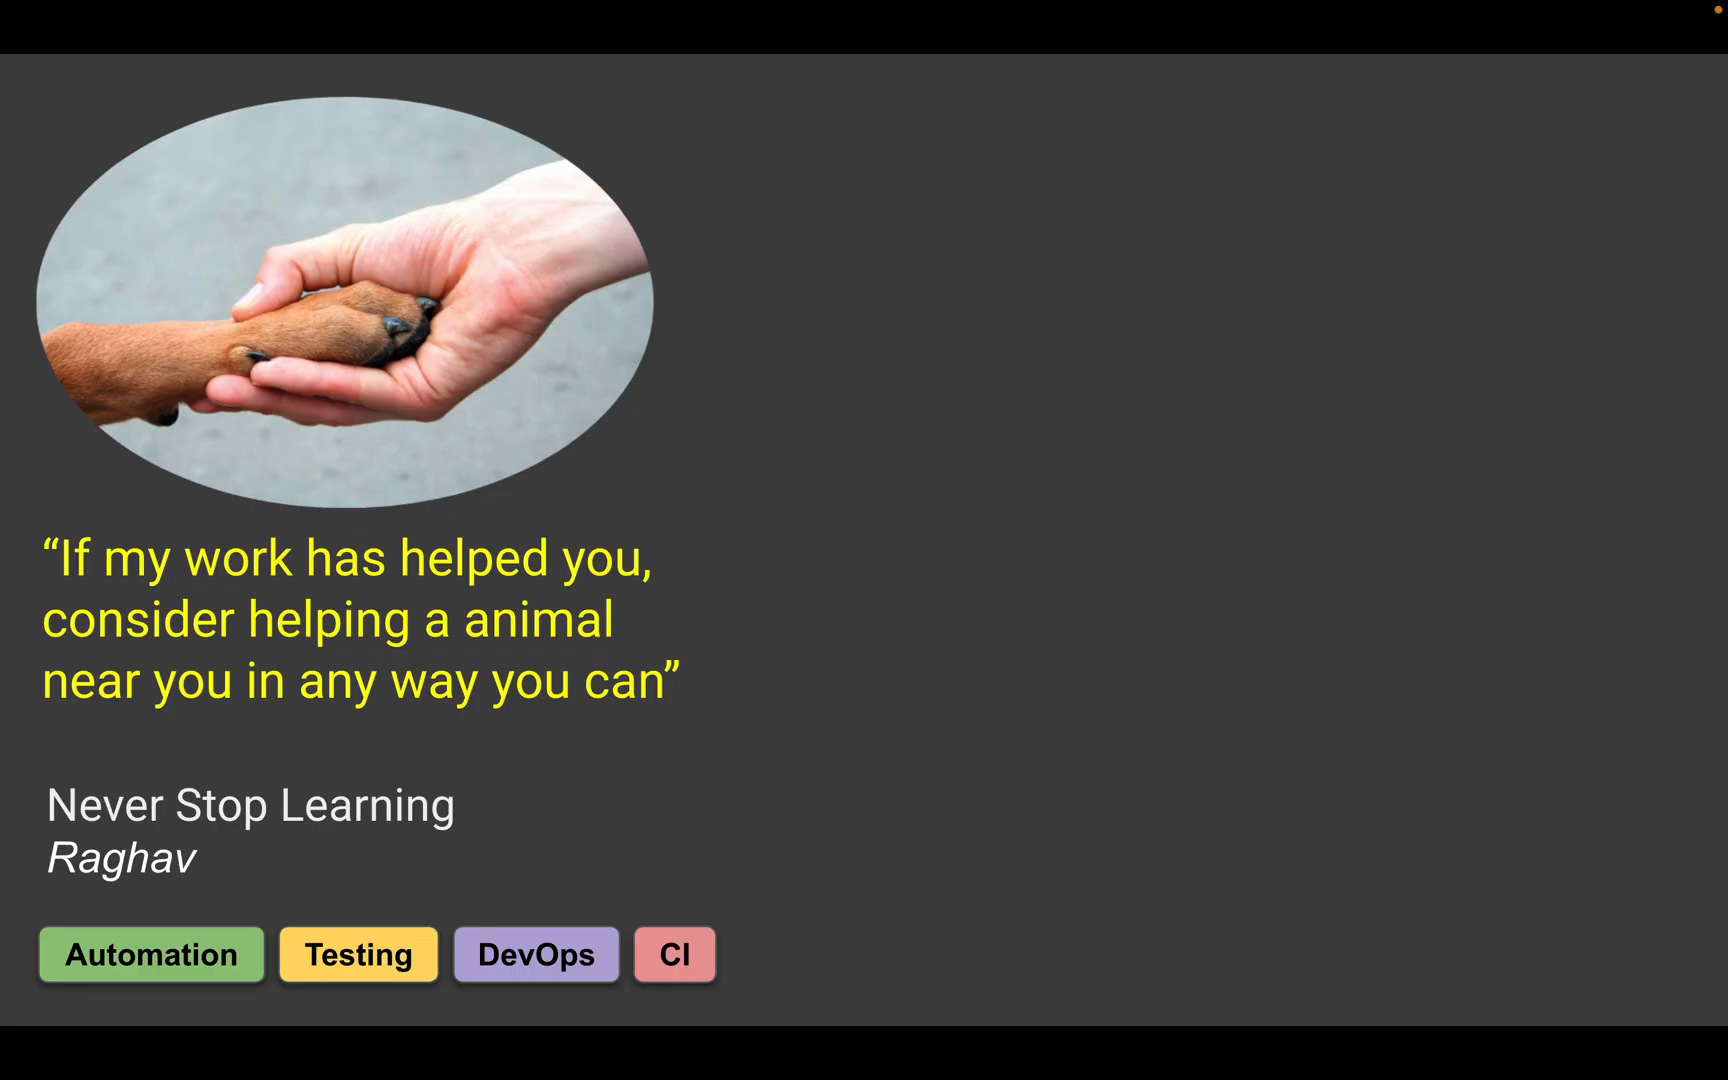 “If my work has helped you,
consider helping a animal
near you in any way you can”
Never Stop Learning
Raghav
Automation Testing DevOps CI